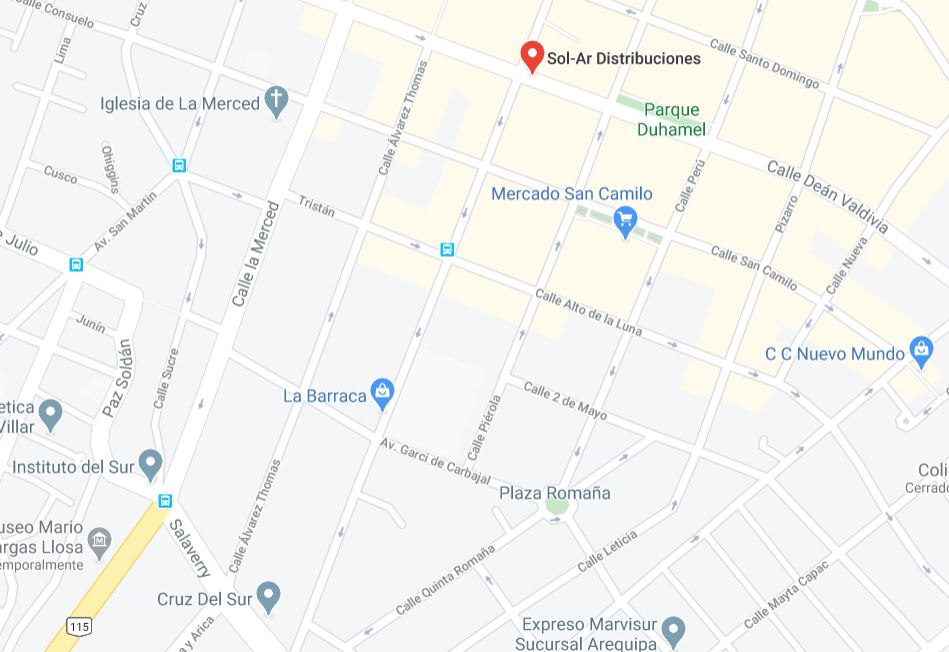 alle Consuelo
Cruz
Lima
Calle Santo Domingo
Sol-Ar Distribuciones
Iglesia de La Merced
Calle Álvarez Thomas
Parque
Duhamel
Ohiggins
Cusco
Calle Perú
Calle Deán Valdivia
Mercado San Camilo
Tristán
Av. San Martin
Pizarro
e Julio
Calle la Merced
Calle Nueva
Calle San Camilo
Calle Alto de la Luna
Junín
Paz Soldán
Calle Sucre
C C Nuevo Mundo
La Barraca
Calle 2 de Mayo
etica
Villar
Calle Piérola
Av. Garci de Carbajal
Instituto del Sur
Coli
Cerrado
Plaza Romaña
useo Mario
argas Llosa
emporalmente
Salaverry
Calle Álvarez Thomas
Calle Leticia
Calle Quinta Romaña
Calle Mayta Capac
Cruz Del Sur
115
a y Arica
Expreso Marvisur
Sucursal Arequipa